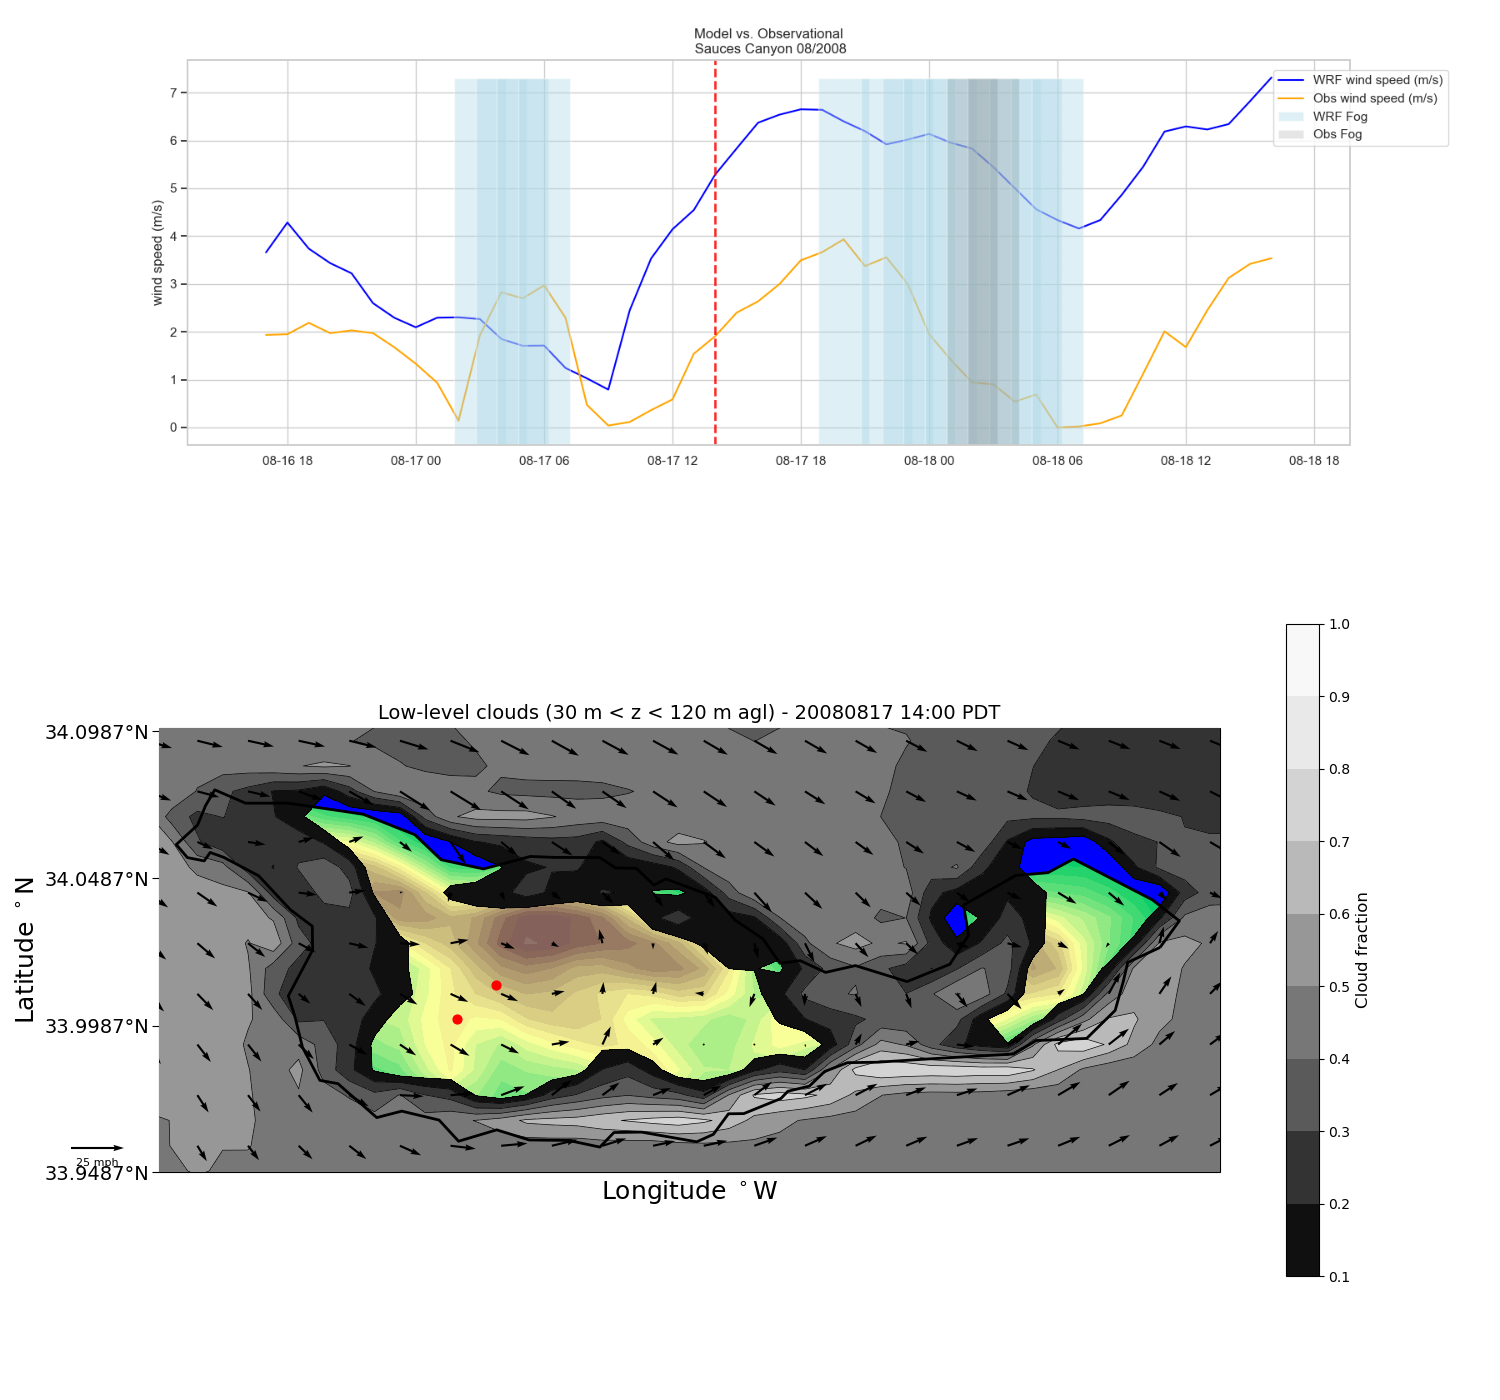 Model vs. Observational
Sauces Canyon 08/2008
WRF wind speed (m/s)
Obs wind speed (m/s)
WRF Fog
Obs Fog
wind speed (m/s)
7
6
5
4
3
2
1
0
08-16 18
08-17 00
08-17 06
08-17 12
08-17 18
08-18 00
08-18 06
08-18 12
08-18 18
Low-level clouds (30 m < z < 120 m agl) - 20080817 14:00 PDT
34.0987°N
34.0487°N
33.9987°N
33.9487°N
Latitude °N
Longitude °W
25 mph
1.0
0.9
0.8
0.7
0.6
0.5
0.4
0.3
0.2
0.1
Cloud fraction